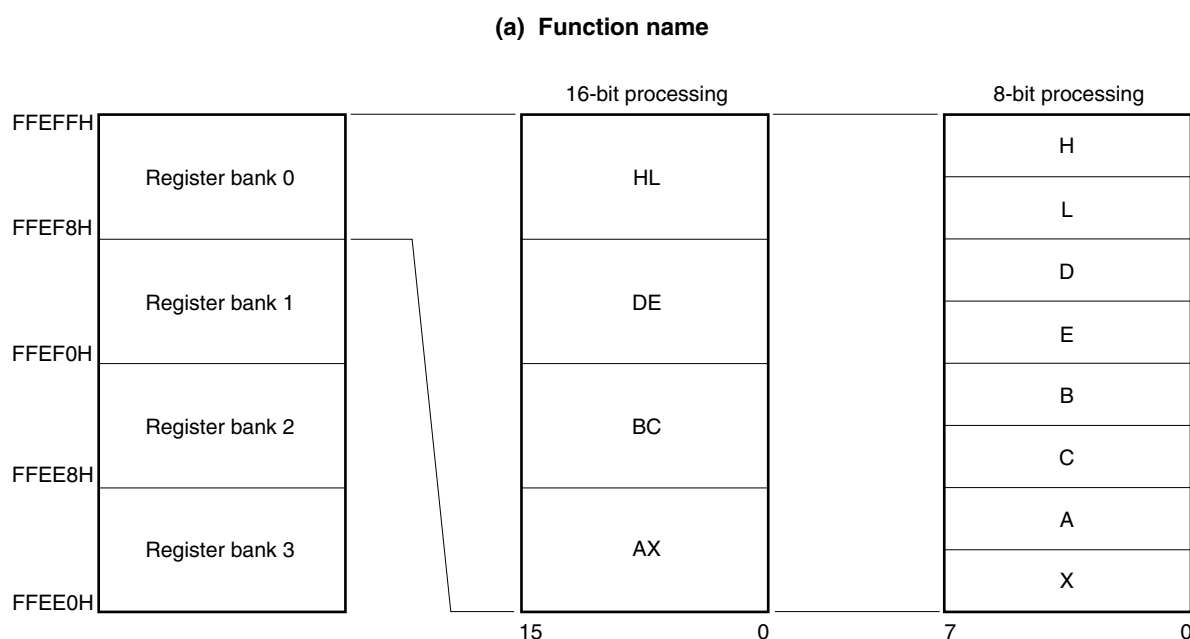 (a) Function name
16-bit processing
8-bit processing
FFEFFH
Register bank 0
HL
H
L
FFEF8H
Register bank 1
DE
D
E
FFEF0H
Register bank 2
BC
B
C
FFEE8H
Register bank 3
AX
A
X
FFEE0H
15
0
7
0